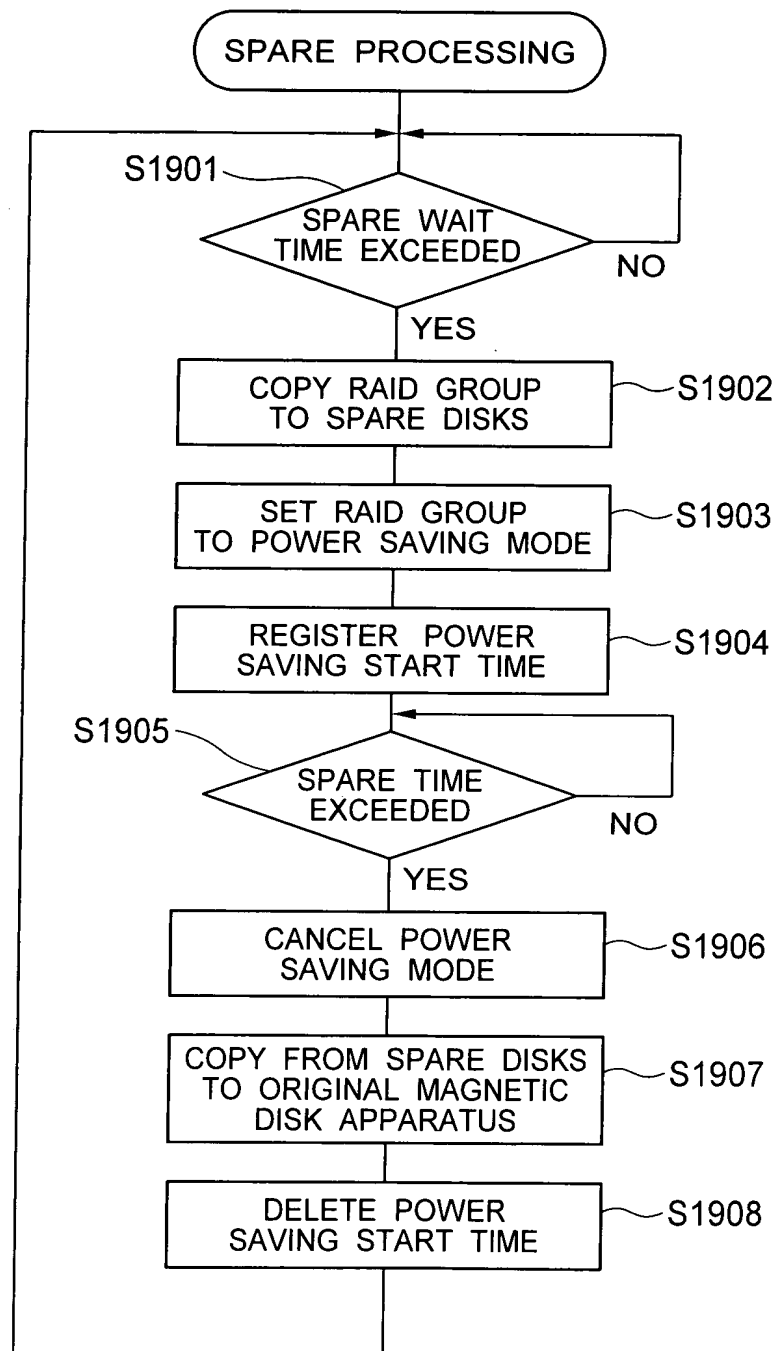 SPARE PROCESSING
S1901
SPARE WAIT
TIME EXCEEDED
NO
YES
COPY RAID GROUP
TO SPARE DISKS
S1902
SET RAID GROUP
TO POWER SAVING MODE
S1903
REGISTER POWER
SAVING START TIME
S1904
S1905
SPARE TIME
EXCEEDED
NO
YES
CANCEL POWER
SAVING MODE
S1906
COPY FROM SPARE DISKS
TO ORIGINAL MAGNETIC
DISK APPARATUS
S1907
DELETE POWER
SAVING START TIME
S1908